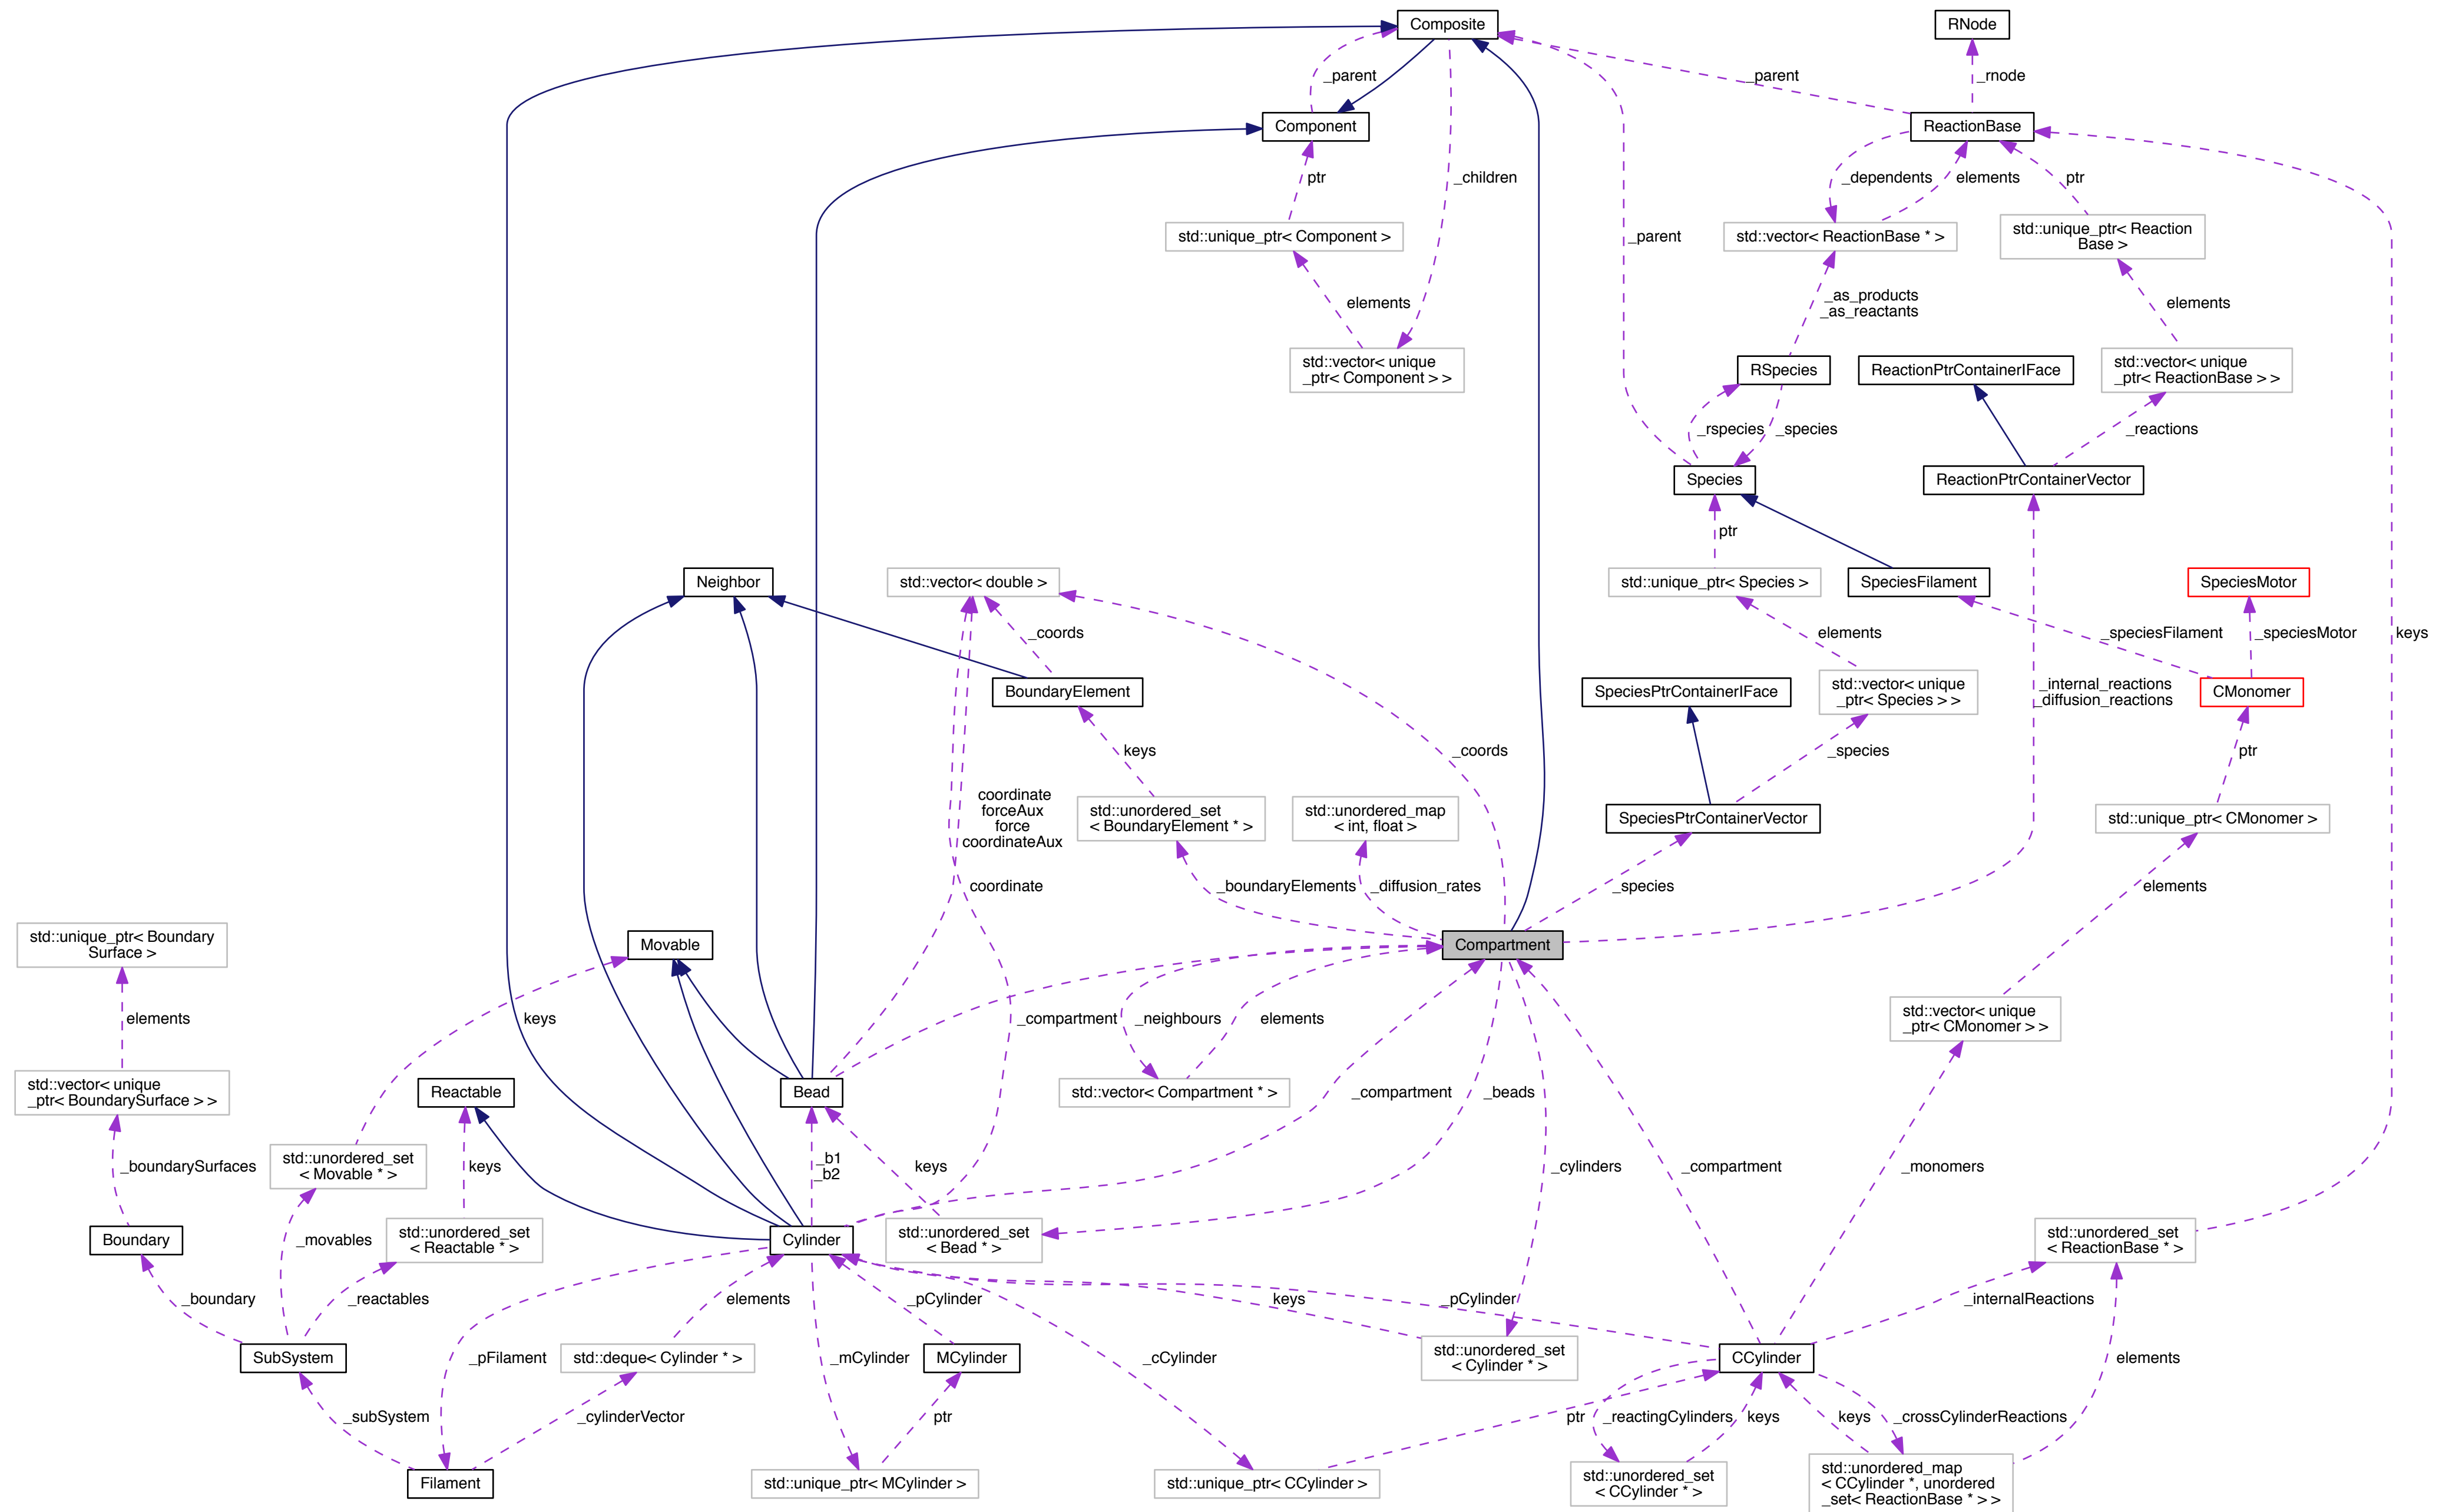 Composite
RNode
_parent
_parent
_rnode
Component
ReactionBase
ptr
_children
_dependents
elements
ptr
std::unique_ptr< Component >
_parent
std::vector< ReactionBase * >
std::unique_ptr< Reaction
Base >
elements
_as_products
_as_reactants
elements
std::vector< unique
_ptr< Component > >
RSpecies
ReactionPtrContainerIFace
std::vector< unique
_ptr< ReactionBase > >
_rspecies
_species
_reactions
Species
ReactionPtrContainerVector
ptr
Neighbor
std::vector< double >
std::unique_ptr< Species >
SpeciesFilament
SpeciesMotor
_coords
elements
_speciesFilament
_speciesMotor
keys
BoundaryElement
SpeciesPtrContainerIFace
std::vector< unique
_ptr< Species > >
_internal_reactions
_diffusion_reactions
CMonomer
keys
_coords
_species
ptr
coordinate
forceAux
force
coordinateAux
std::unordered_set
< BoundaryElement * >
std::unordered_map
< int, float >
SpeciesPtrContainerVector
std::unique_ptr< CMonomer >
coordinate
_boundaryElements
_diffusion_rates
_species
elements
std::unique_ptr< Boundary
Surface >
Movable
Compartment
elements
keys
_compartment
_neighbours
elements
std::vector< unique
_ptr< CMonomer > >
std::vector< unique
_ptr< BoundarySurface > >
Reactable
Bead
std::vector< Compartment * >
_compartment
_beads
_boundarySurfaces
std::unordered_set
< Movable * >
keys
_b1
_b2
keys
_cylinders
_compartment
_monomers
Boundary
_movables
std::unordered_set
< Reactable * >
Cylinder
std::unordered_set
< Bead * >
std::unordered_set
< ReactionBase * >
_boundary
_reactables
elements
_pCylinder
keys
_pCylinder
_internalReactions
SubSystem
_pFilament
std::deque< Cylinder * >
_mCylinder
MCylinder
_cCylinder
std::unordered_set
< Cylinder * >
CCylinder
elements
_subSystem
_cylinderVector
ptr
ptr
_reactingCylinders
keys
keys
_crossCylinderReactions
Filament
std::unique_ptr< MCylinder >
std::unique_ptr< CCylinder >
std::unordered_set
< CCylinder * >
std::unordered_map
< CCylinder *, unordered
_set< ReactionBase * > >